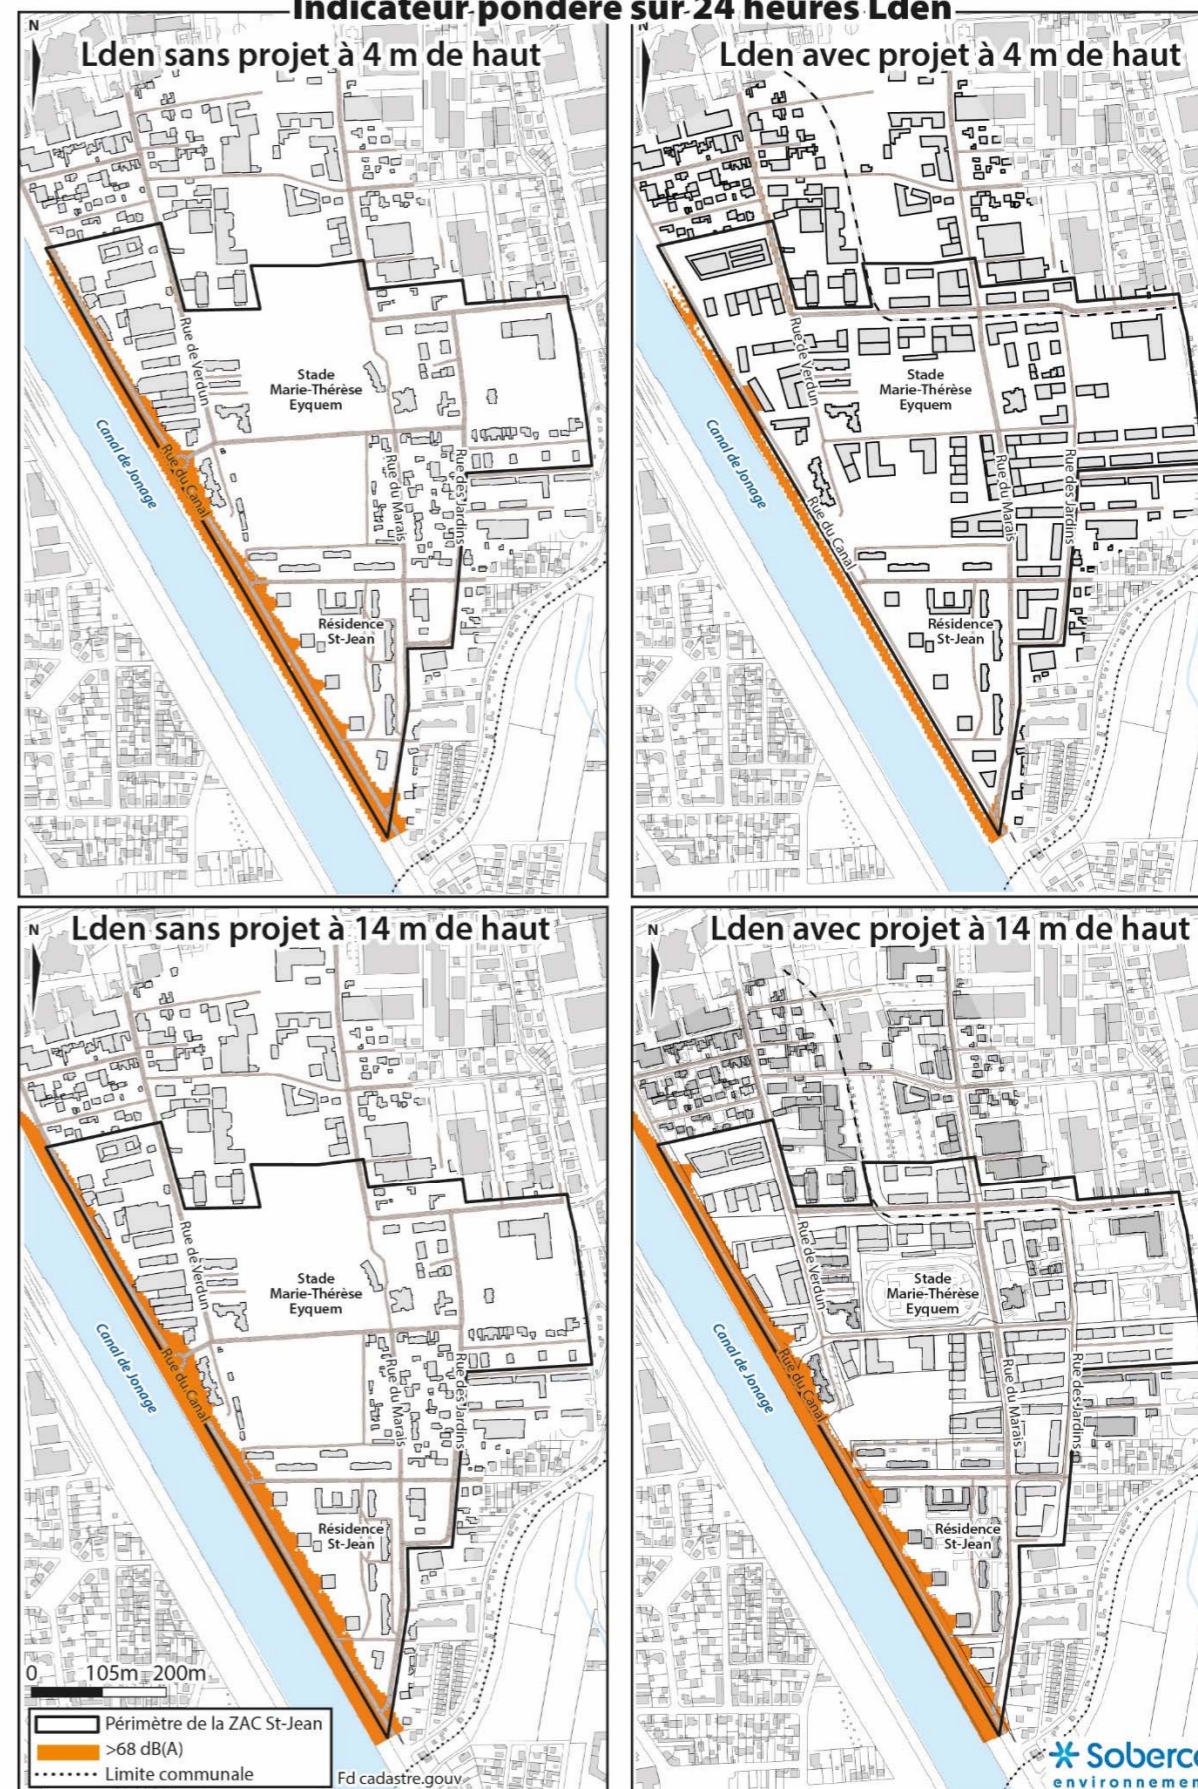 Indicateur pondéré sur 24 heures Lden
N
Lden sans projet à 4 m de haut
Rue de Verdun
Stade
Marie-Thérèse
Eyquem
Canal de Jonage
Rue du Canal
Rue du Marais
Rue des Jardins
Résidence
St-Jean
N
Lden avec projet à 4 m de haut
Rue de Verdun
Stade
Marie-Thérèse
Eyquem
Canal de Jonage
Rue du Canal
Rue du Marais
Rue des Jardins
Résidence
St-Jean
N
Lden sans projet à 14 m de haut
Rue de Verdun
Stade
Marie-Thérèse
Eyquem
Canal de Jonage
Rue du Canal
Rue du Marais
Rue des Jardins
Résidence
St-Jean
0 105m 200m
Périmètre de la ZAC St-Jean
>68 dB(A)
Limite communale
Fd cadastre.gouv
N
Lden avec projet à 14 m de haut
Rue de Verdun
Stade
Marie-Thérèse
Eyquem
Canal de Jonage
Rue du Canal
Rue du Marais
Rue des Jardins
Résidence
St-Jean
Soberco
environnement